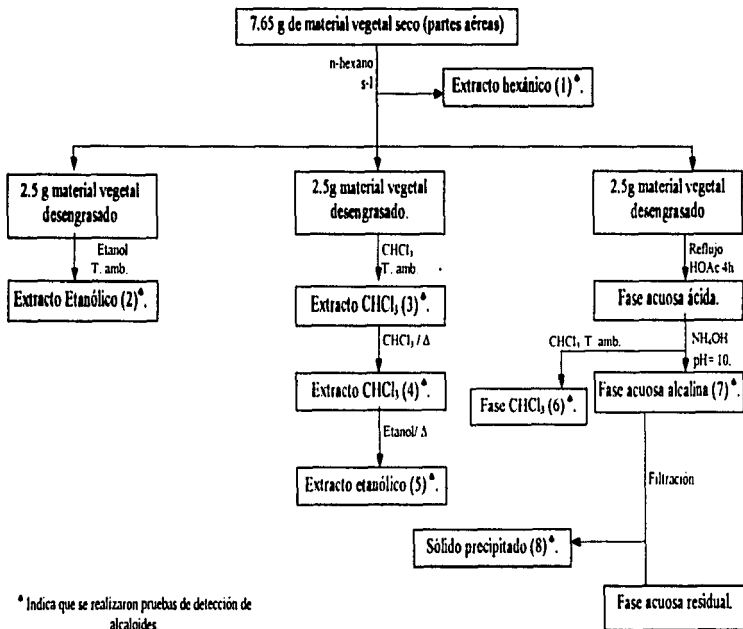 7.65 g de material vegetal seco (partes aéreas)
n-hexano
s-l
Extracto hexánico (1)♠.
2.5 g material vegetal
desengrasado
2.5g material vegetal
desengrasado.
2.5g material vegetal
desengrasado
Etanol
T. amb.
CHCl₃
T. amb.
Reflujo
HOAc 4h
Extracto Etanólico (2)♠.
Extracto CHCl₃ (3)♠.
Fase acuosa ácida.
CHCl₃ / Δ
CHCl₃ T amb.
NH₄OH
pH= 10.
Extracto CHCl₃ (4)♠.
Fase CHCl₃ (6)♠.
Fase acuosa alcalina (7)♠.
Etanol/ Δ
Extracto etanólico (5)♠.
Filtración
Sólido precipitado (8)♠.
Fase acuosa residual.
♠ Indica que se realizaron pruebas de detección de
alcaloides